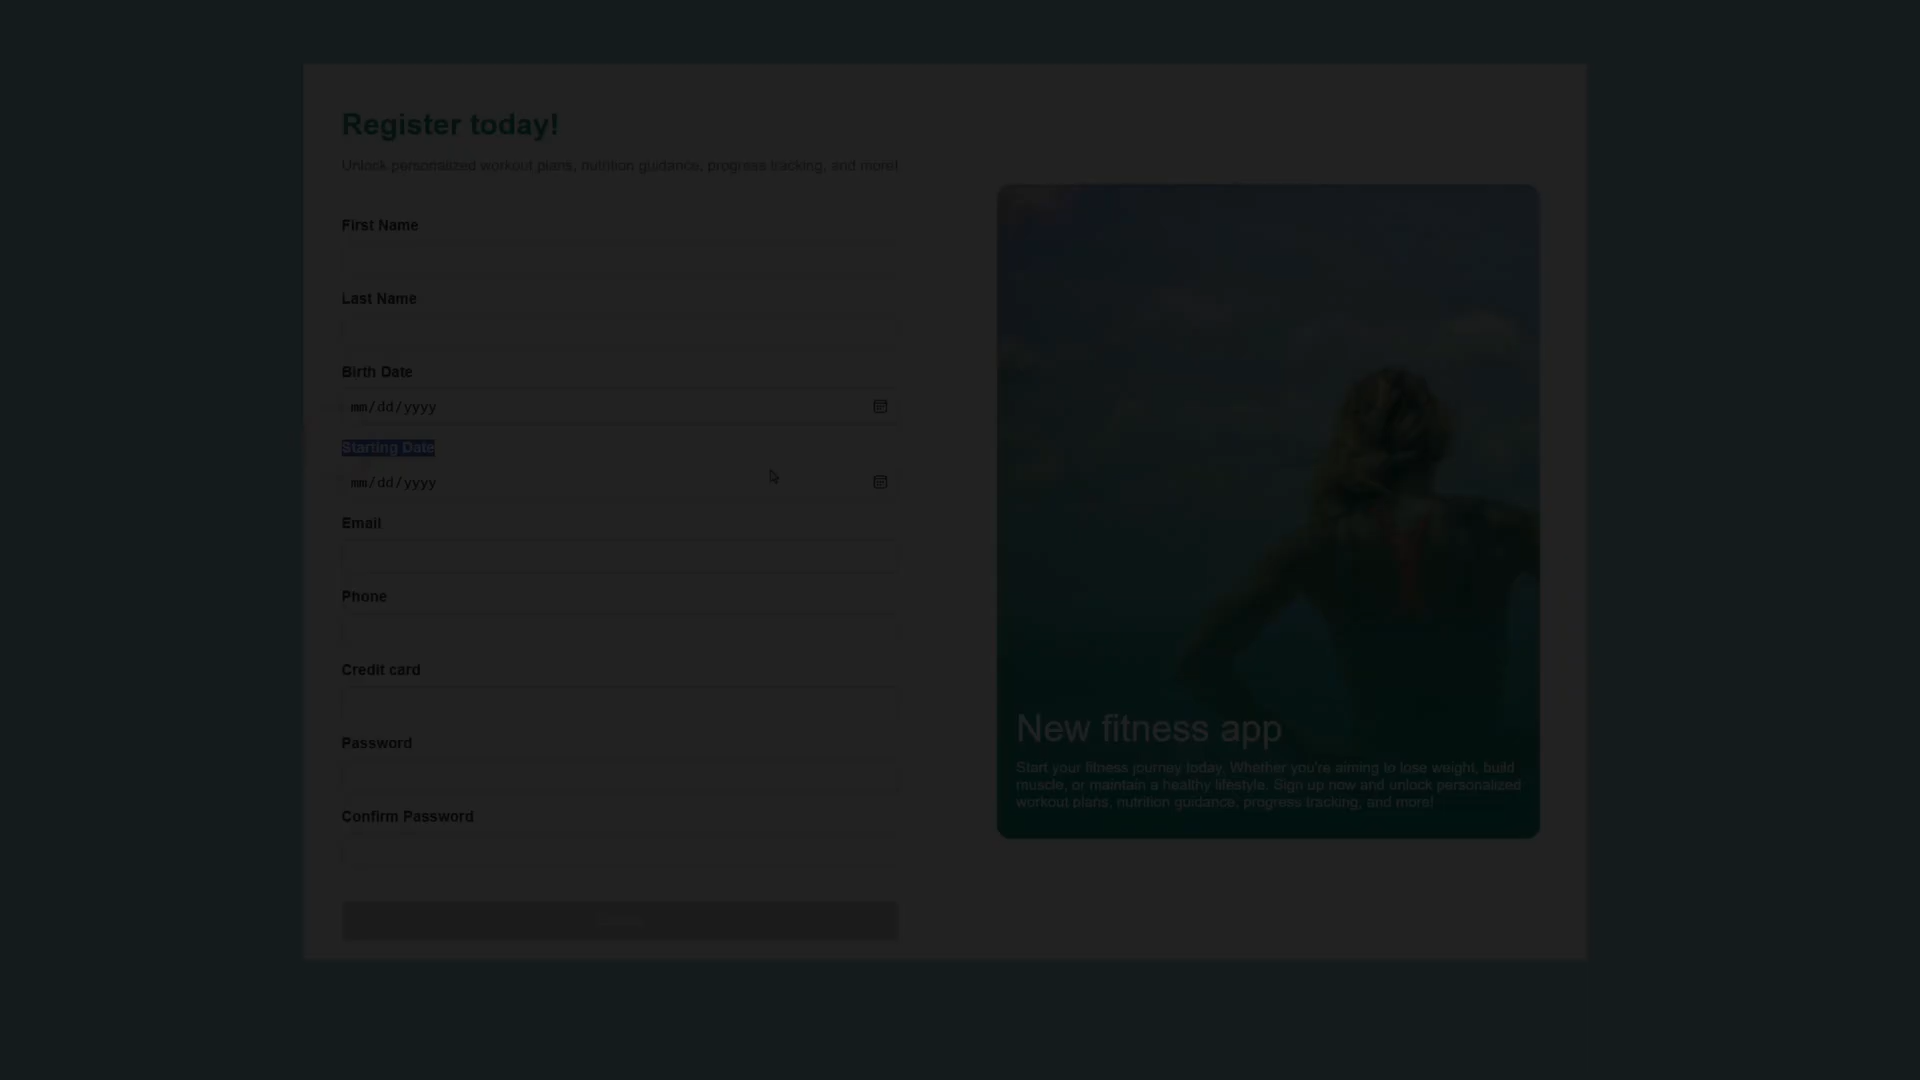 Register today!
Unlock personalized workout plans, nutrition guidance, progress tracking, and more!
First Name
Last Name
Birth Date
mm/dd/yyyy
Starting Date
mm/dd/yyyy
Email
Phone
Credit card
Password
Confirm Password
New fitness app
Start your fitness journey today. Whether you're aiming to lose weight, build
muscle, or maintain a healthy lifestyle. Sign up now and unlock personalized
workout plans, nutrition guidance, progress tracking, and more!